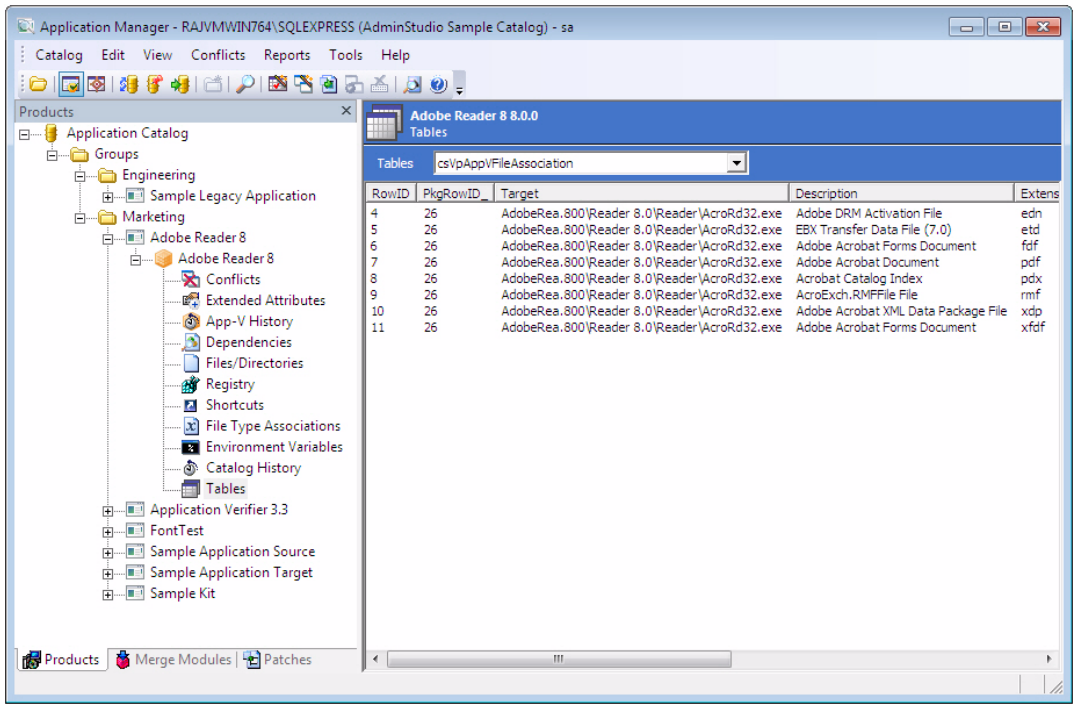 Application Manager - RAJVMWIN764\SQLEXPRESS (AdminStudio Sample Catalog) - sa
Catalog Edit View Conflicts Reports Tools Help
Products
Application Catalog
Groups
Engineering
Sample Legacy Application
Marketing
Adobe Reader 8
Adobe Reader 8
Conflicts
Extended Attributes
App-V History
Dependencies
Files/Directories
Registry
Shortcuts
File Type Associations
Environment Variables
Catalog History
Tables
Application Verifier 3.3
FontTest
Sample Application Source
Sample Application Target
Sample Kit
Products Merge Modules Patches
Adobe Reader 8 8.0.0
Tables
Tables csVpAppVFileAssociation
RowID PkgRowID_ Target Description Extens
4 26 AdobeRea.800\Reader 8.0\Reader\AcroRd32.exe Adobe DRM Activation File edn
5 26 AdobeRea.800\Reader 8.0\Reader\AcroRd32.exe EBX Transfer Data File (7.0) etd
6 26 AdobeRea.800\Reader 8.0\Reader\AcroRd32.exe Adobe Acrobat Forms Document fdf
7 26 AdobeRea.800\Reader 8.0\Reader\AcroRd32.exe Adobe Acrobat Document pdf
8 26 AdobeRea.800\Reader 8.0\Reader\AcroRd32.exe Acrobat Catalog Index pdx
9 26 AdobeRea.800\Reader 8.0\Reader\AcroRd32.exe AcroExch.RMFFile File rmf
10 26 AdobeRea.800\Reader 8.0\Reader\AcroRd32.exe Adobe Acrobat XML Data Package File xdp
11 26 AdobeRea.800\Reader 8.0\Reader\AcroRd32.exe Adobe Acrobat Forms Document xfdf